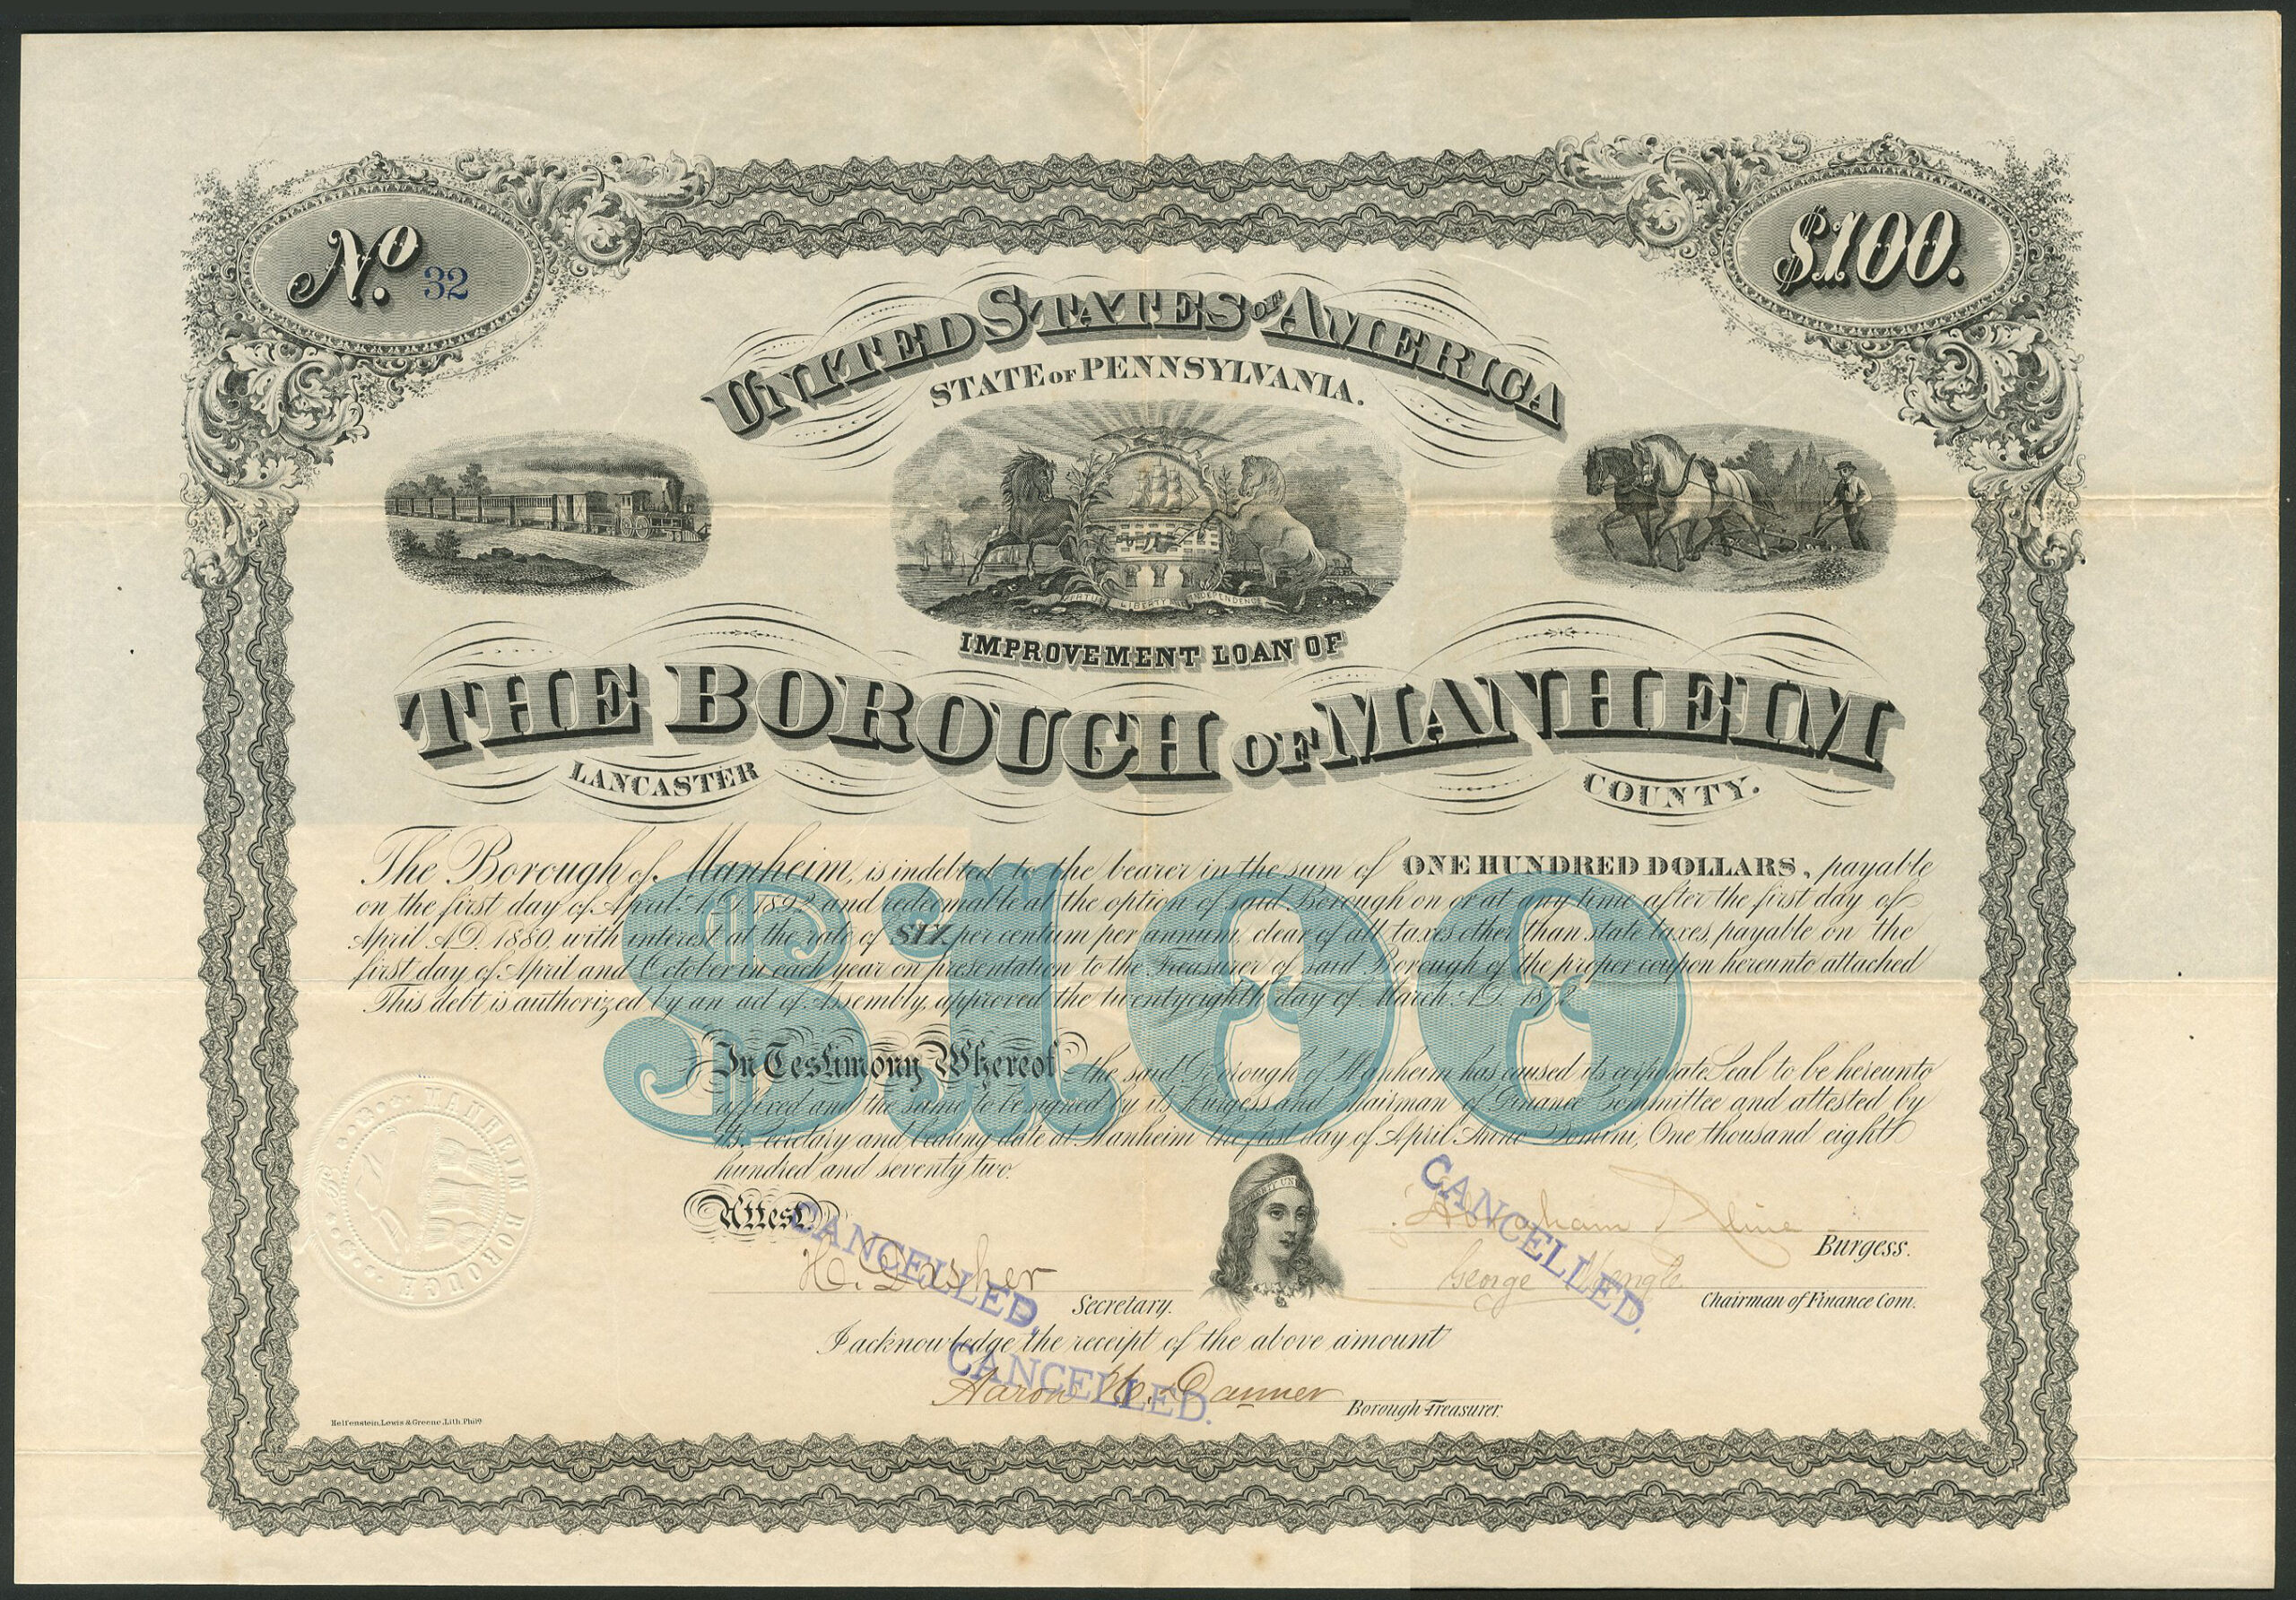 No. 32
$100.
UNITED STATES OF AMERICA
STATE OF PENNSYLVANIA.
VIRTUE LIBERTY INDEPENDENCE
IMPROVEMENT LOAN OF
THE BOROUGH OF MANHEIM
LANCASTER COUNTY.
$100
The Borough of Manheim, is indebted to the bearer in the sum of ONE HUNDRED DOLLARS, payable
on the first day of April A.D. 1892 and redeemable at the option of said Borough on or at any time after the first day of
April A.D. 1880, with interest at the rate of SIX per centum per annum, clear of all taxes other than state taxes, payable on the
first day of April and October in each year on presentation to the Treasurer of said Borough of the proper coupon hereunto attached
This debt is authorized by an act of Assembly, approved the twentyeighth day of March A.D. 1872
In Testimony Whereof the said Borough of Manheim has caused its corporate Seal to be hereunto
affixed and the same to be signed by its Burgess and Chairman of Finance Committee and attested by
its Secretary and bearing date at Manheim the first day of April Anno Domini, One thousand eight
hundred and seventy two.
MANHEIM BOROUGH
Attest.
CANCELLED.
H. Dasher
Secretary.
CANCELLED.
Abraham Kline
Burgess.
George
Chairman of Finance Com.
I acknowledge the receipt of the above amount
CANCELLED.
Aaron H. Danner
Borough Treasurer.
Helfenstein, Lewis & Greene, Lith. Phila